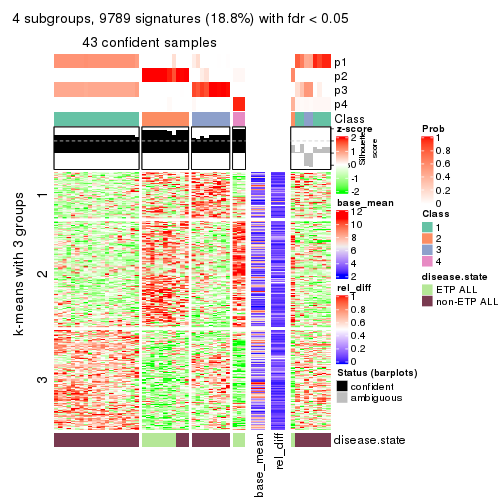 4 subgroups, 9789 signatures (18.8%) with fdr < 0.05
43 confident samples
p1
p2
p3
p4
Class
z-score
2
1
0
-1
-2
Silhouette
score
1
2
3
k-means with 3 groups
base_mean
12
10
8
6
4
2
rel_diff
1
0.8
0.6
0.4
0.2
0
Status (barplots)
confident
ambiguous
Prob
1
0.8
0.6
0.4
0.2
0
Class
1
2
3
4
disease.state
ETP ALL
non-ETP ALL
disease.state
base_mean
rel_diff